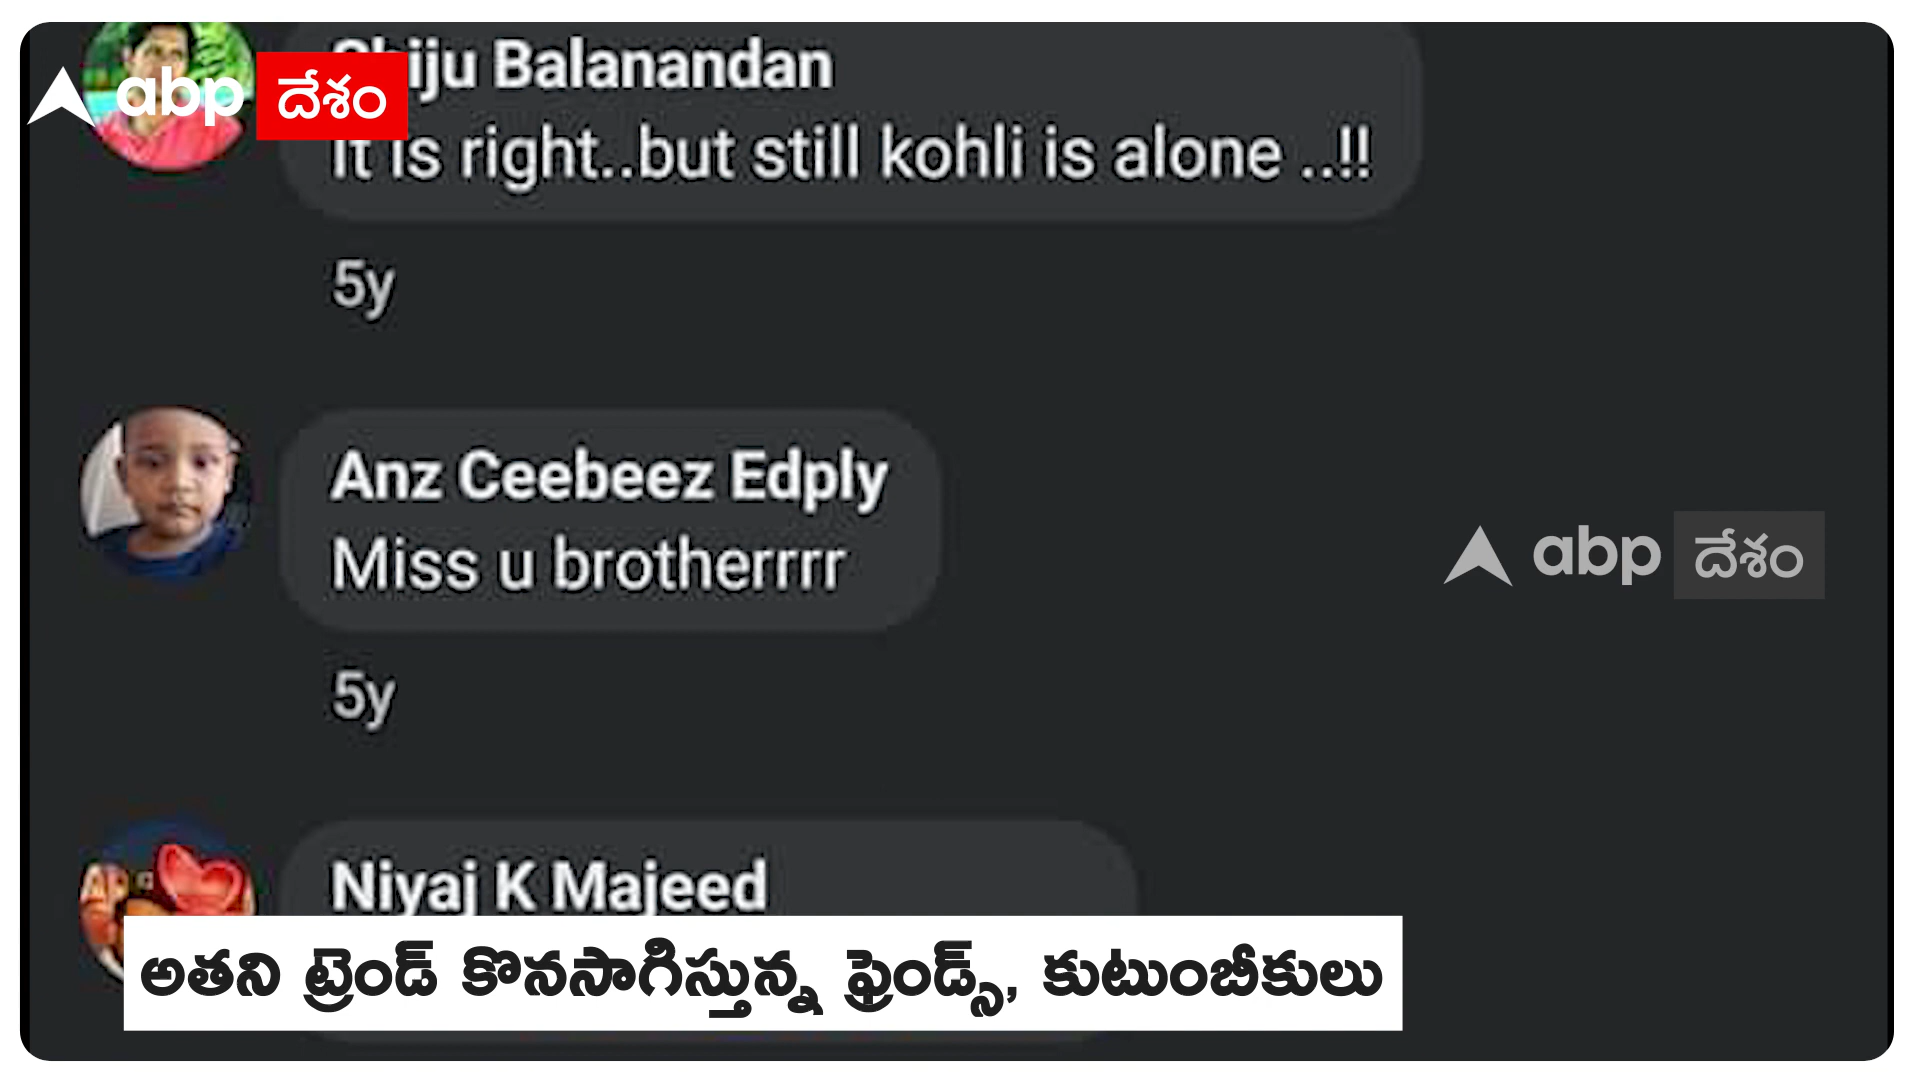 abp దేశం
Balanandan
It is right..but still kohli is alone ..!!
5y
Anz Ceebeez Edply
Miss u brotherrrr
5y
abp దేశం
Niyaj K Majeed
అతని ట్రెండ్ కొనసాగిస్తున్న ఫ్రెండ్స్, కుటుంబీకులు